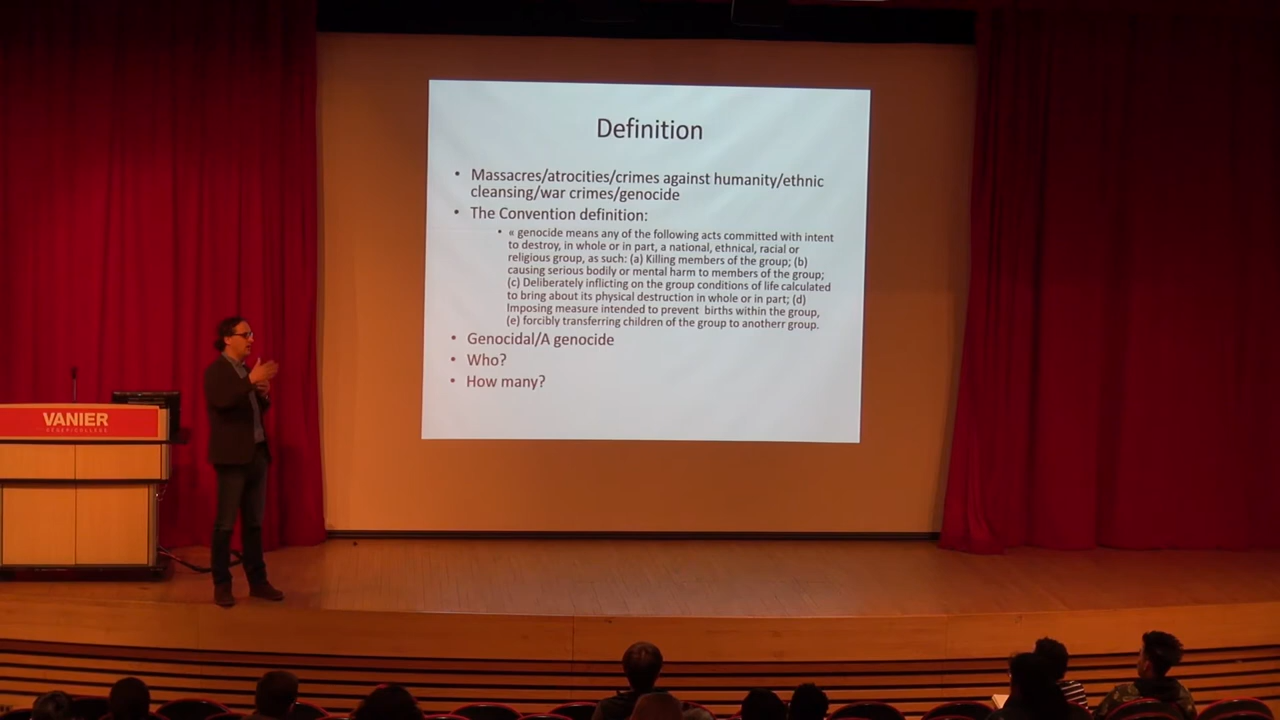 Definition
• Massacres/atrocities/crimes against humanity/ethnic
cleansing/war crimes/genocide
• The Convention definition:
• « genocide means any of the following acts committed with intent
to destroy, in whole or in part, a national, ethnical, racial or
religious group, as such: (a) Killing members of the group; (b)
causing serious bodily or mental harm to members of the group;
(c) Deliberately inflicting on the group conditions of life calculated
to bring about its physical destruction in whole or in part; (d)
Imposing measure intended to prevent births within the group,
(e) forcibly transferring children of the group to anotherr group.
• Genocidal/A genocide
• Who?
• How many?
VANIER
CÉGEP/COLLEGE